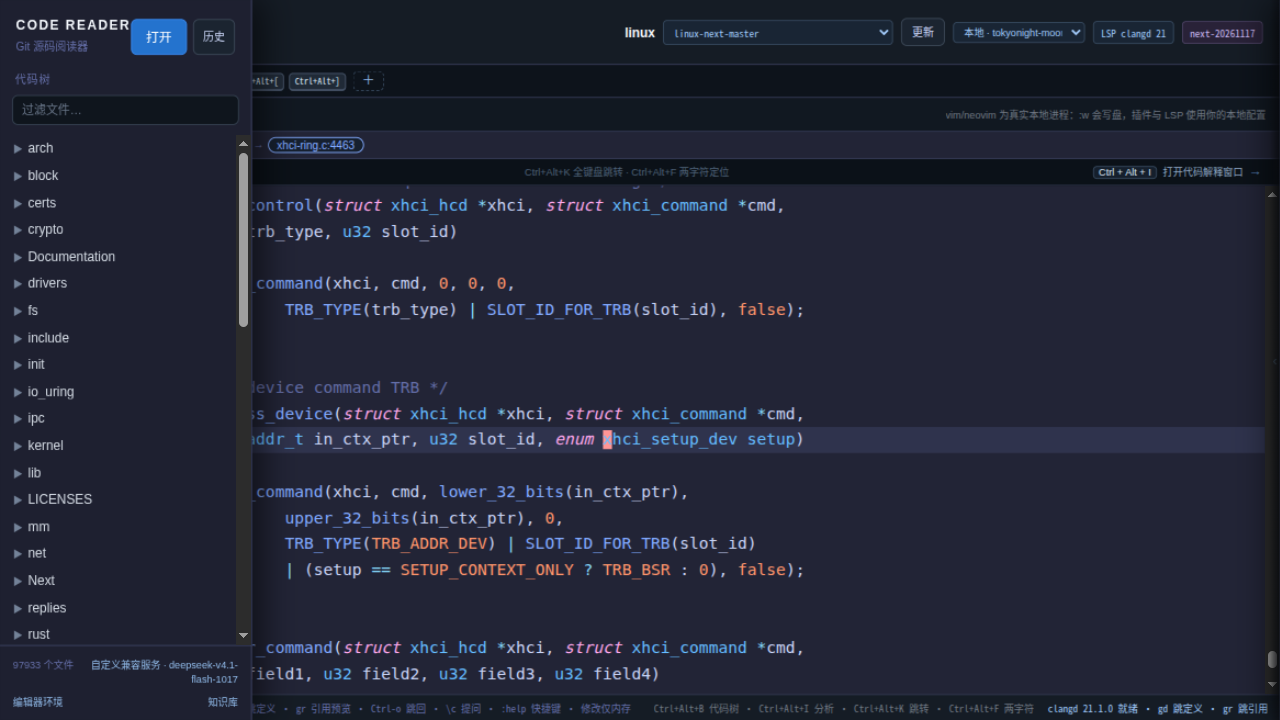 CODE READER
Git 源码阅读器
打开
历史
linux
linux-next-master
更新
本地 · tokyonight-moon
LSP clangd 21
next-20261117
代码树
过滤文件…
+Alt+[
Ctrl+Alt+]
+
vim/neovim 为真实本地进程；:w 会写盘，插件与 LSP 使用你的本地配置
→ xhci-ring.c:4463
Ctrl+Alt+K 全键盘跳转 · Ctrl+Alt+F 两字符定位
Ctrl + Alt + I 打开代码解释窗口 →
arch
block
certs
crypto
Documentation
drivers
fs
include
init
io_uring
ipc
kernel
lib
LICENSES
mm
net
Next
replies
rust
control(struct xhci_hcd *xhci, struct xhci_command *cmd,
trb_type, u32 slot_id)
_command(xhci, cmd, 0, 0, 0,
TRB_TYPE(trb_type) | SLOT_ID_FOR_TRB(slot_id), false);
device command TRB */
ss_device(struct xhci_hcd *xhci, struct xhci_command *cmd,
addr_t in_ctx_ptr, u32 slot_id, enum xhci_setup_dev setup)
_command(xhci, cmd, lower_32_bits(in_ctx_ptr),
upper_32_bits(in_ctx_ptr), 0,
TRB_TYPE(TRB_ADDR_DEV) | SLOT_ID_FOR_TRB(slot_id)
| (setup == SETUP_CONTEXT_ONLY ? TRB_BSR : 0), false);
r_command(struct xhci_hcd *xhci, struct xhci_command *cmd,
field1, u32 field2, u32 field3, u32 field4)
97933 个文件
自定义兼容服务 · deepseek-v4.1-
flash-1017
编辑器环境
知识库
定义 · gr 引用预览 · Ctrl-o 跳回 · \c 提问 · :help 快捷键 · 修改仅内存
Ctrl+Alt+B 代码树 · Ctrl+Alt+I 分析 · Ctrl+Alt+K 跳转 · Ctrl+Alt+F 两字符
clangd 21.1.0 就绪 · gd 跳定义 · gr 跳引用